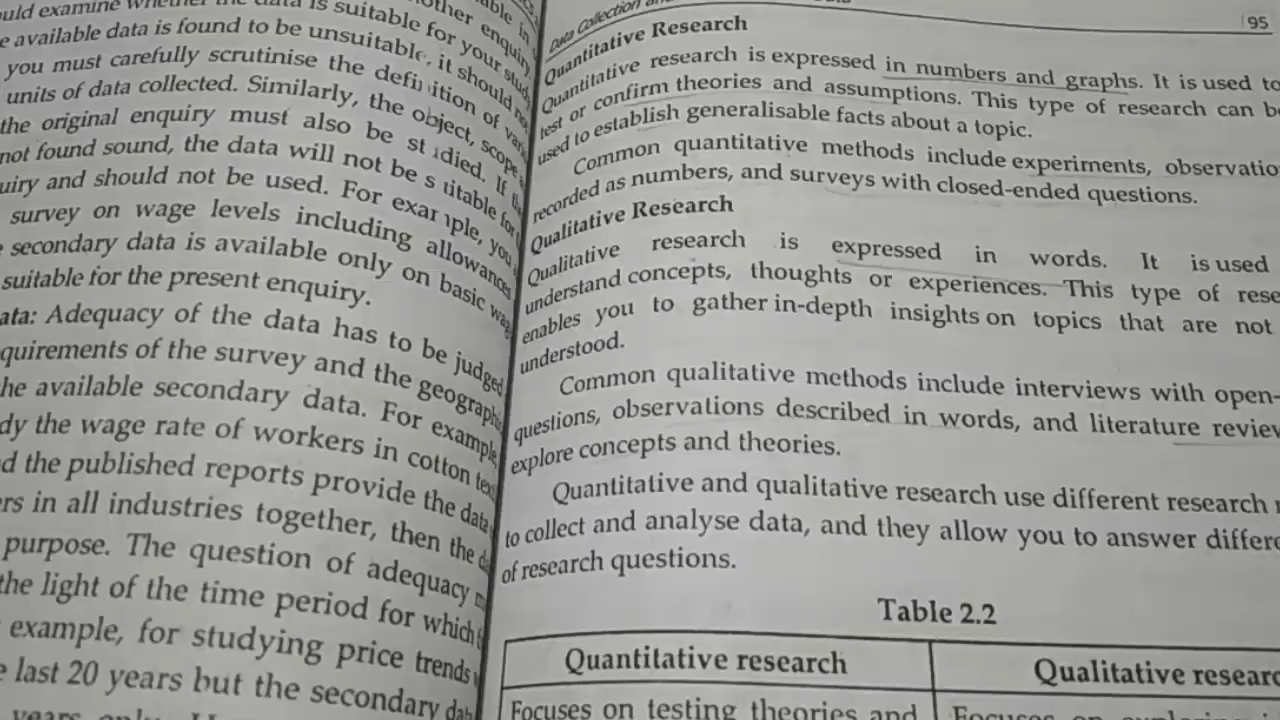 uld examine whether the data is suitable for your study
e available data is found to be unsuitable, it should not
you must carefully scrutinise the definition of
units of data collected. Similarly, the object, scope
the original enquiry must also be studied. If
not found sound, the data will not be suitable for
uiry and should not be used. For example, you
survey on wage levels including allowances
secondary data is available only on basic wage
suitable for the present enquiry.
ata: Adequacy of the data has to be judged
quirements of the survey and the geographi
he available secondary data. For example,
dy the wage rate of workers in cotton tex
d the published reports provide the data
ers in all industries together, then the
purpose. The question of adequacy
the light of the time period for which
example, for studying price trends
e last 20 years but the secondary
years only.
Data Collection
95
Quantitative Research
Quantitative research is expressed in numbers and graphs. It is used to
test or confirm theories and assumptions. This type of research can be
used to establish generalisable facts about a topic.
Common quantitative methods include experiments, observatio
recorded as numbers, and surveys with closed-ended questions.
Qualitative Research
Qualitative research is expressed in words. It is used
understand concepts, thoughts or experiences. This type of rese
enables you to gather in-depth insights on topics that are not
understood.
Common qualitative methods include interviews with open-
questions, observations described in words, and literature review
explore concepts and theories.
Quantitative and qualitative research use different research
to collect and analyse data, and they allow you to answer differe
of research questions.
Table 2.2
Quantitative research
Qualitative researc
Focuses on testing theories and
Focuses on